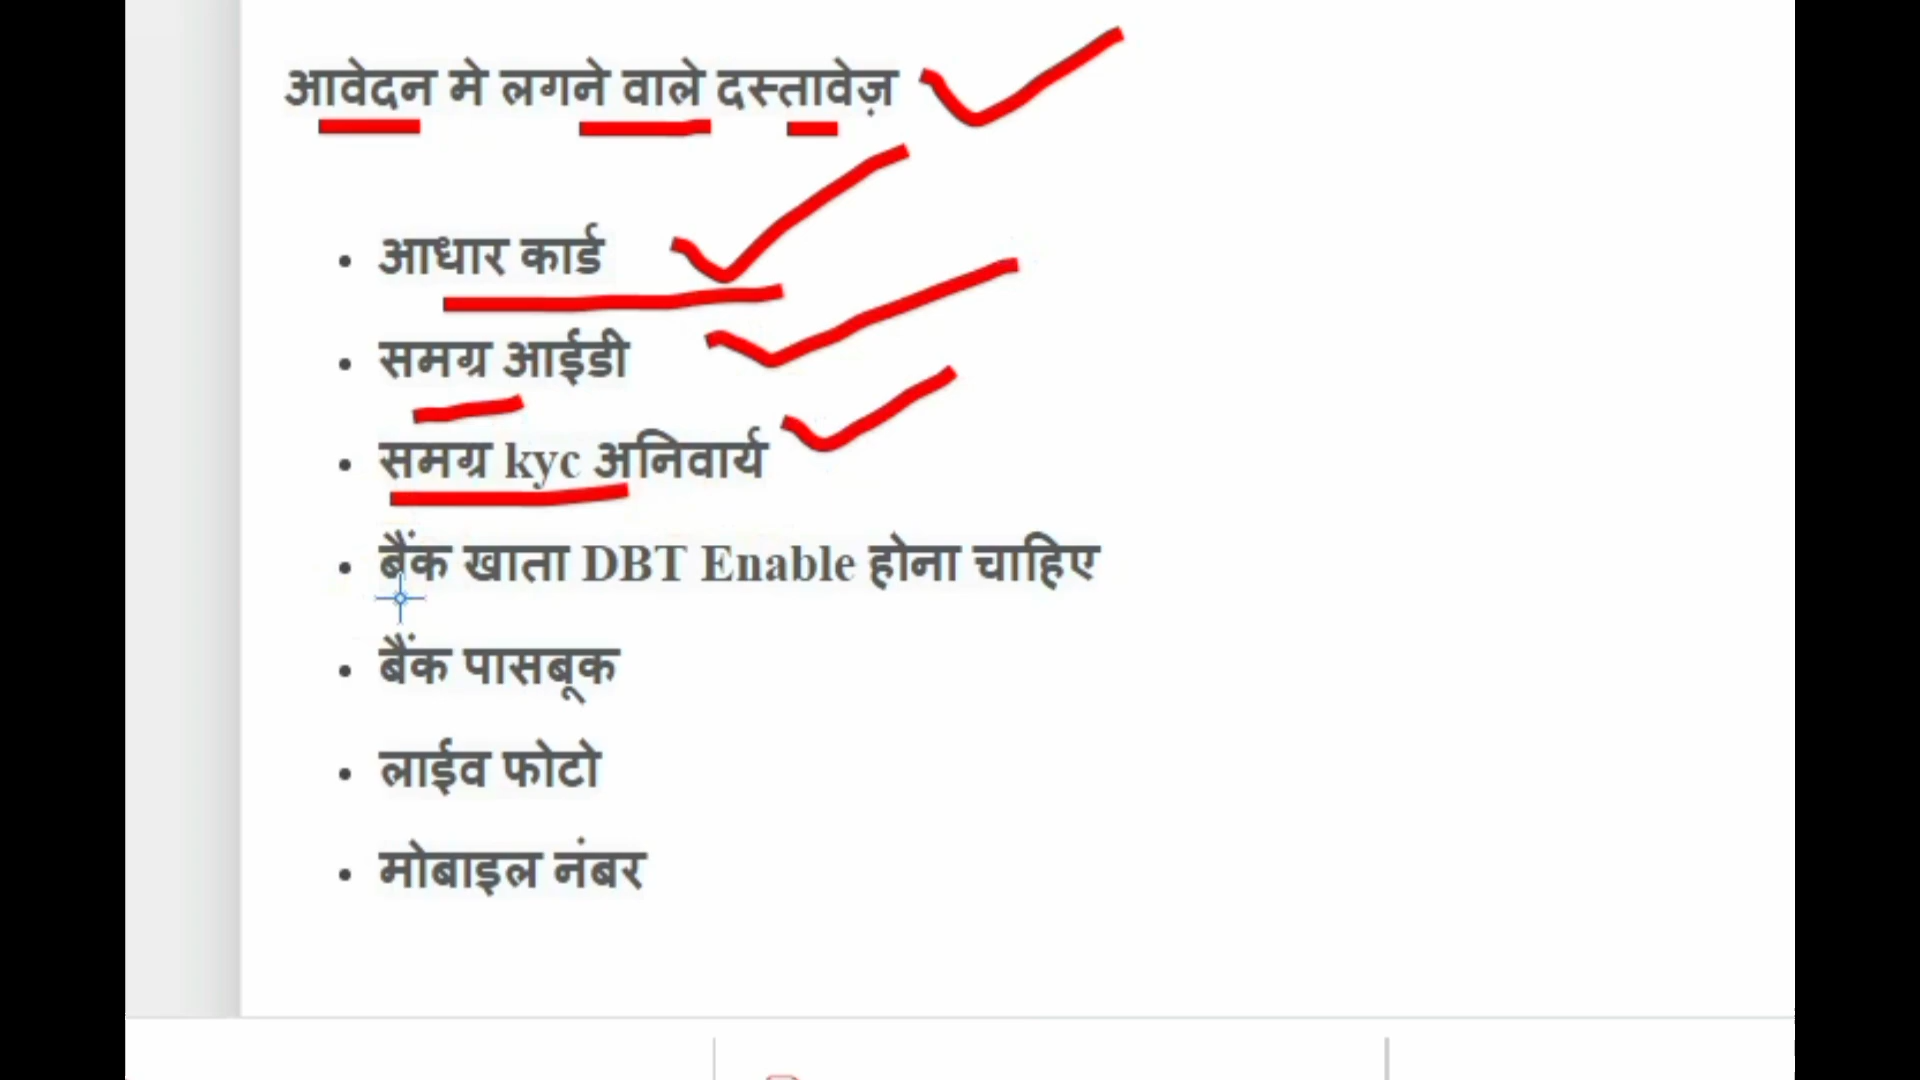 आवेदन मे लगने वाले दस्तावेज़
• आधार कार्ड
• समग्र आईडी
• समग्र kyc अनिवार्य
• बैंक खाता DBT Enable होना चाहिए
• बैंक पासबूक
• लाईव फोटो
• मोबाइल नंबर